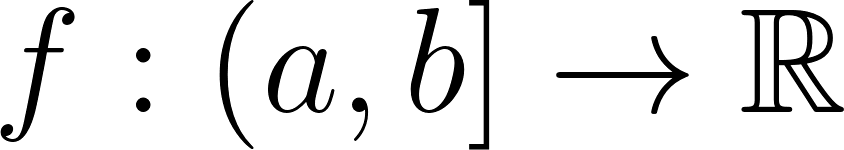 f : (a, b] → ℝ